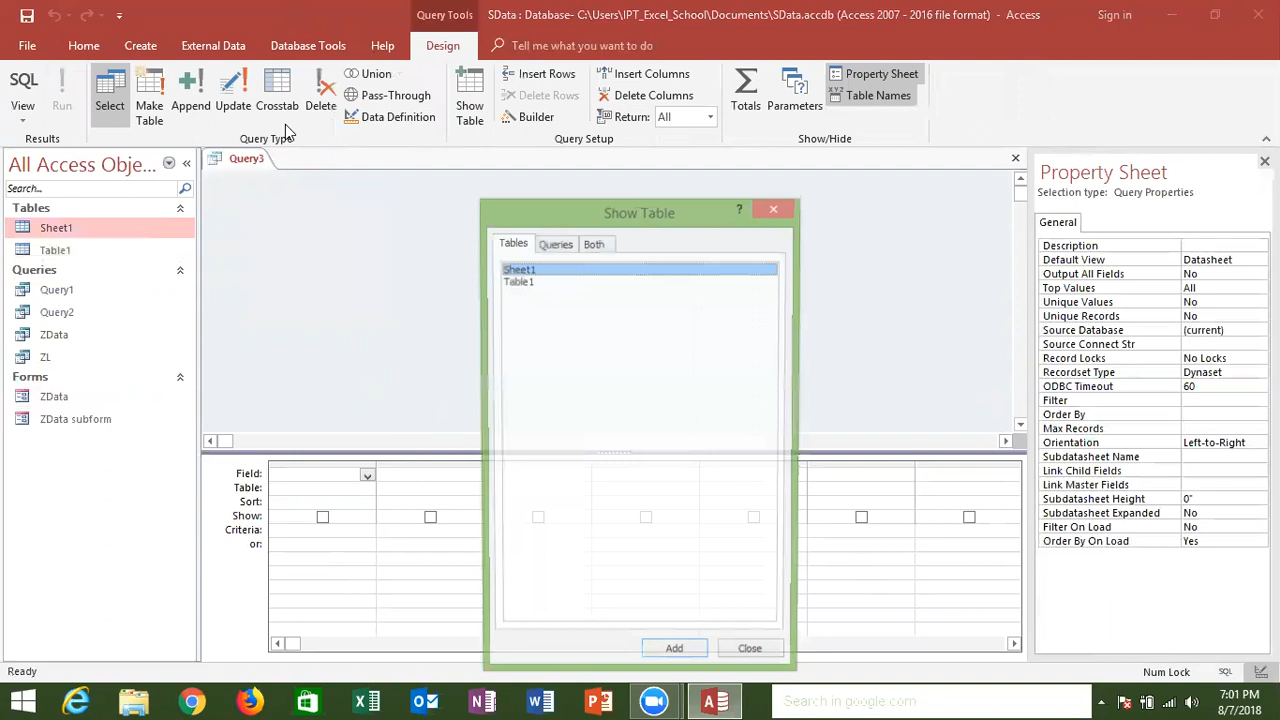 Query Tools
SData : Database- C:\Users\IPT_Excel_School\Documents\SData.accdb (Access 2007 - 2016 file format) - Access
Sign in
File
Home
Create
External Data
Database Tools
Help
Design
Tell me what you want to do
SQL
View
Run
Select
Make Table
Append
Update
Crosstab
Delete
Union
Pass-Through
Data Definition
Show Table
Insert Rows
Delete Rows
Builder
Insert Columns
Delete Columns
Return: All
Totals
Parameters
Property Sheet
Table Names
Results
Query Type
Query Setup
Show/Hide
All Access Obje...
Search...
Tables
Sheet1
Table1
Queries
Query1
Query2
ZData
ZL
Forms
ZData
ZData subform
Query3
Show Table
Tables
Queries
Both
Sheet1
Table1
Add
Close
Field:
Table:
Sort:
Show:
Criteria:
or:
Property Sheet
Selection type: Query Properties
General
Description
Default View Datasheet
Output All Fields No
Top Values All
Unique Values No
Unique Records No
Source Database (current)
Source Connect Str
Record Locks No Locks
Recordset Type Dynaset
ODBC Timeout 60
Filter
Order By
Max Records
Orientation Left-to-Right
Subdatasheet Name
Link Child Fields
Link Master Fields
Subdatasheet Height 0"
Subdatasheet Expanded No
Filter On Load No
Order By On Load Yes
Ready
Num Lock
SQL
Search in google.com
7:01 PM
8/7/2018